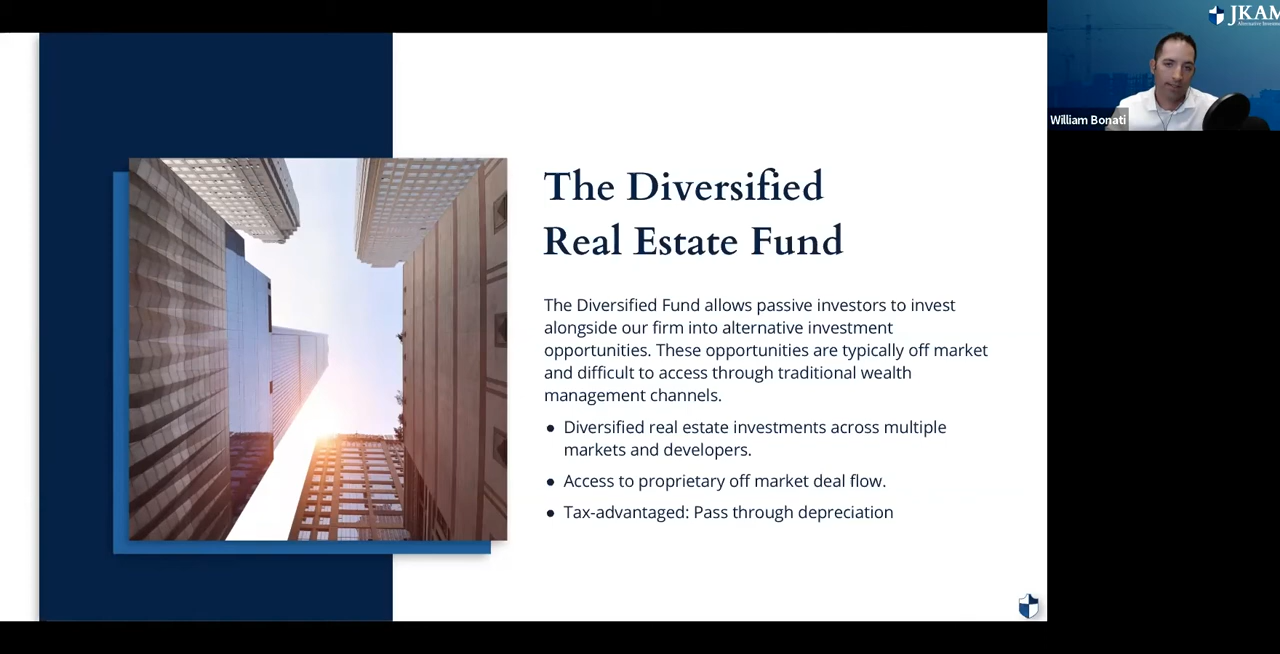 The Diversified
Real Estate Fund
The Diversified Fund allows passive investors to invest
alongside our firm into alternative investment
opportunities. These opportunities are typically off market
and difficult to access through traditional wealth
management channels.
● Diversified real estate investments across multiple
markets and developers.
● Access to proprietary off market deal flow.
● Tax-advantaged: Pass through depreciation
JKAM
Alternative
William Bonati